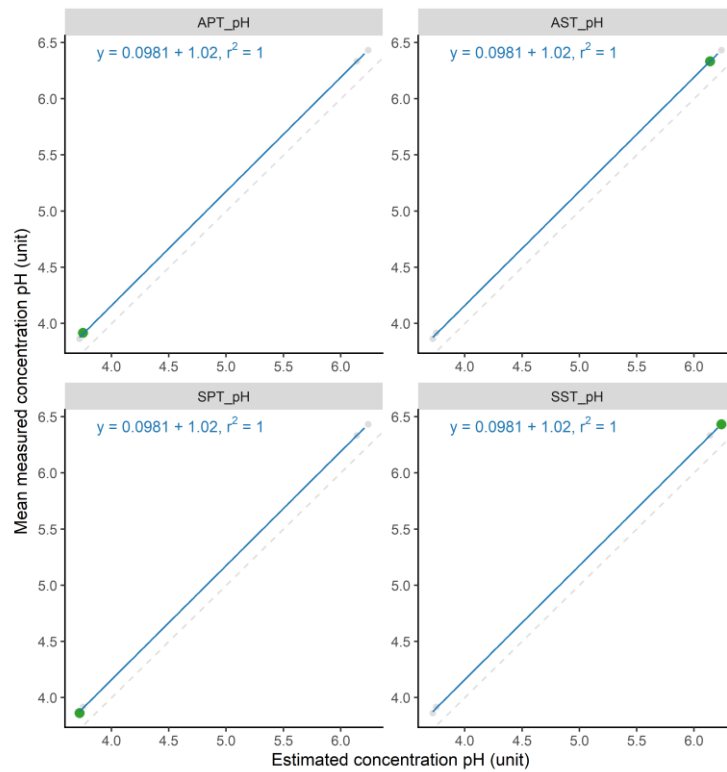 APT_pH
AST_pH
6.5
6.0
5.5
5.0
4.5
4.0
y = 0.0981 + 1.02, r² = 1
4.0 4.5 5.0 5.5 6.0
6.5
6.0
5.5
5.0
4.5
4.0
y = 0.0981 + 1.02, r² = 1
4.0 4.5 5.0 5.5 6.0
Mean measured concentration pH (unit)
SPT_pH
SST_pH
6.5
6.0
5.5
5.0
4.5
4.0
y = 0.0981 + 1.02, r² = 1
4.0 4.5 5.0 5.5 6.0
6.5
6.0
5.5
5.0
4.5
4.0
y = 0.0981 + 1.02, r² = 1
4.0 4.5 5.0 5.5 6.0
Estimated concentration pH (unit)